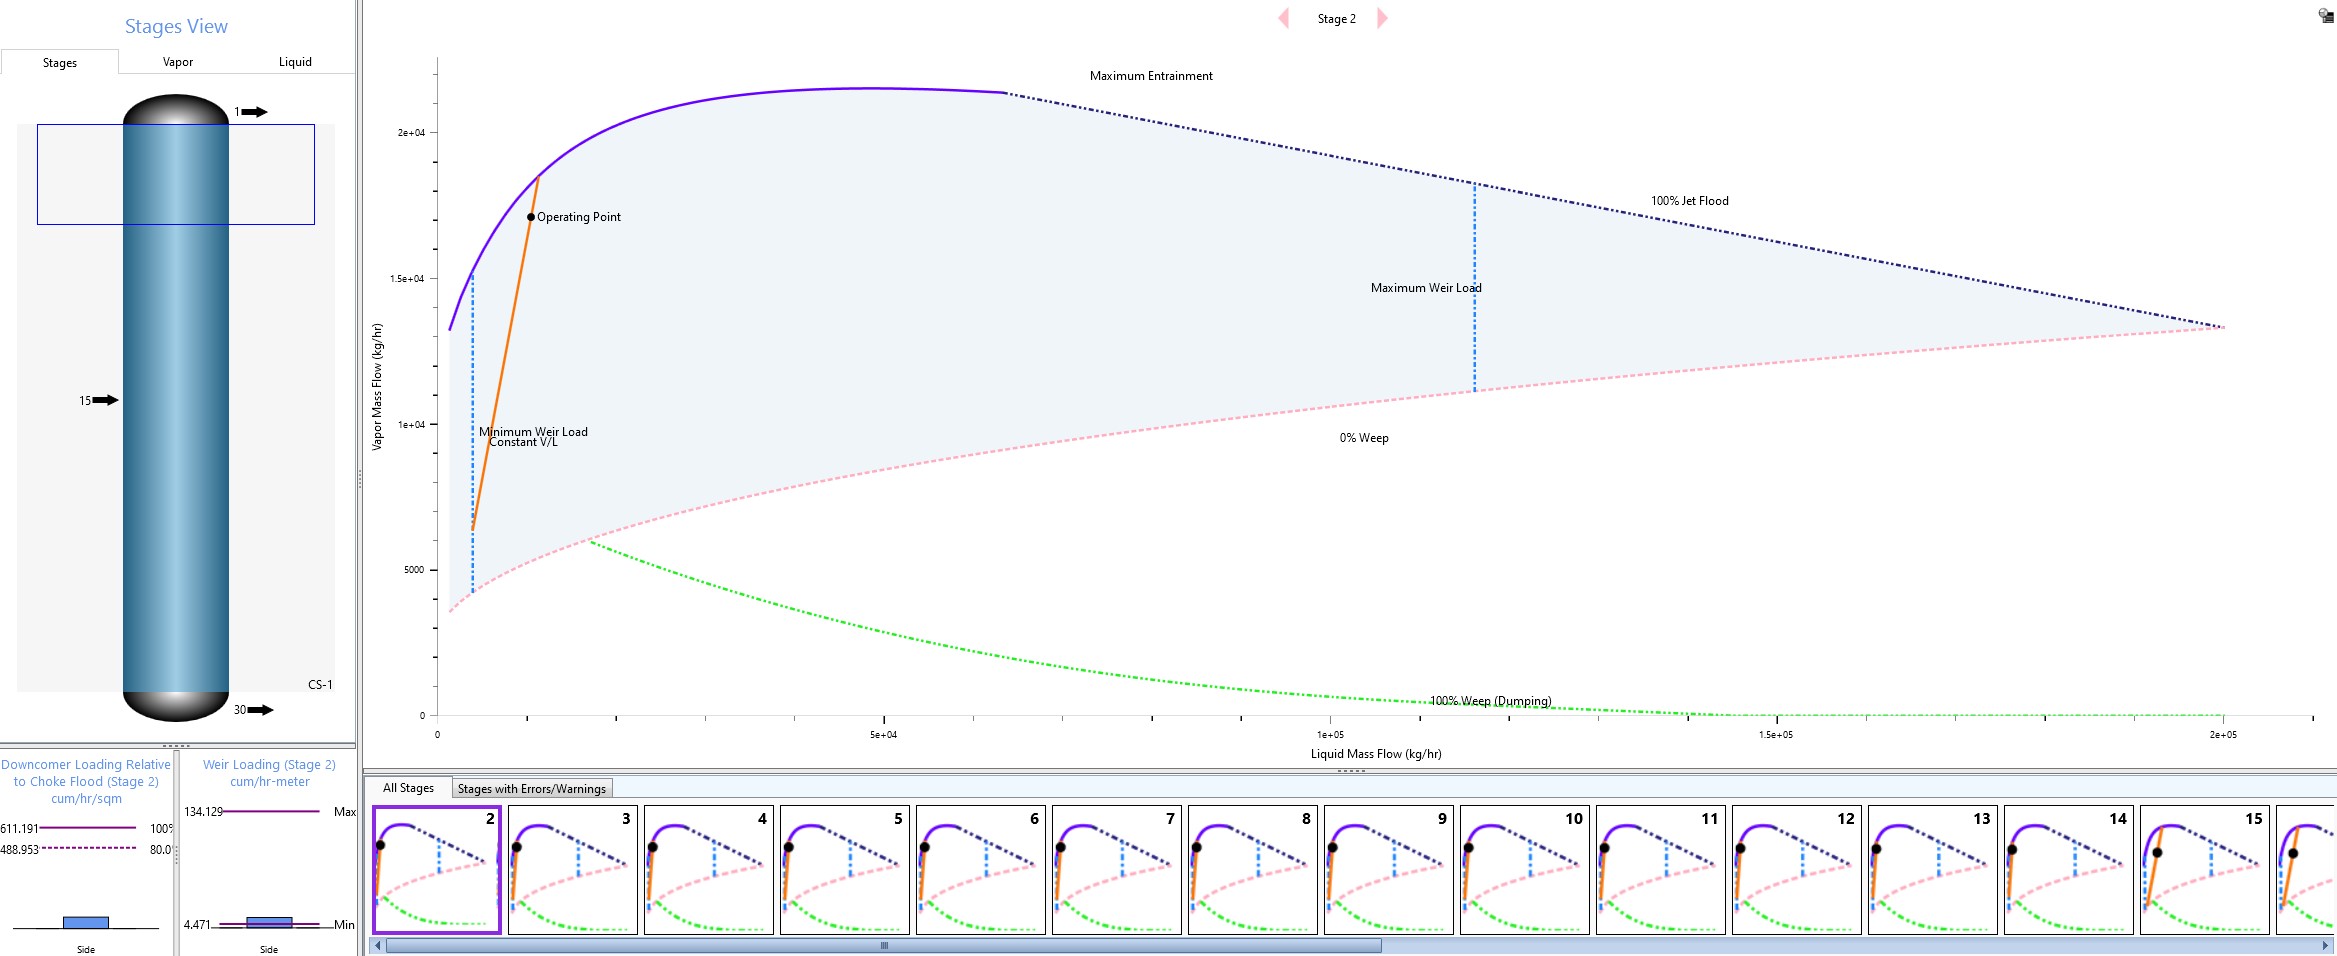 Stages View
Stages
Vapor
Liquid
1
15
30
CS-1
Downcomer Loading Relative
to Choke Flood (Stage 2)
cum/hr/sqm
611.191
100%
488.953
80.0
Side
Weir Loading (Stage 2)
cum/hr-meter
134.129
Max
4.471
Min
Side
Stage 2
Maximum Entrainment
100% Jet Flood
Operating Point
Maximum Weir Load
Minimum Weir Load
Constant V/L
0% Weep
100% Weep (Dumping)
Vapor Mass Flow (kg/hr)
2e+04
1.5e+04
1e+04
5000
0
0
5e+04
1e+05
1.5e+05
2e+05
Liquid Mass Flow (kg/hr)
All Stages
Stages with Errors/Warnings
2
3
4
5
6
7
8
9
10
11
12
13
14
15